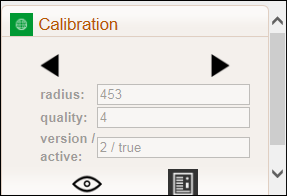 Calibration
radius: 453
quality: 4
version /
active: 2 / true